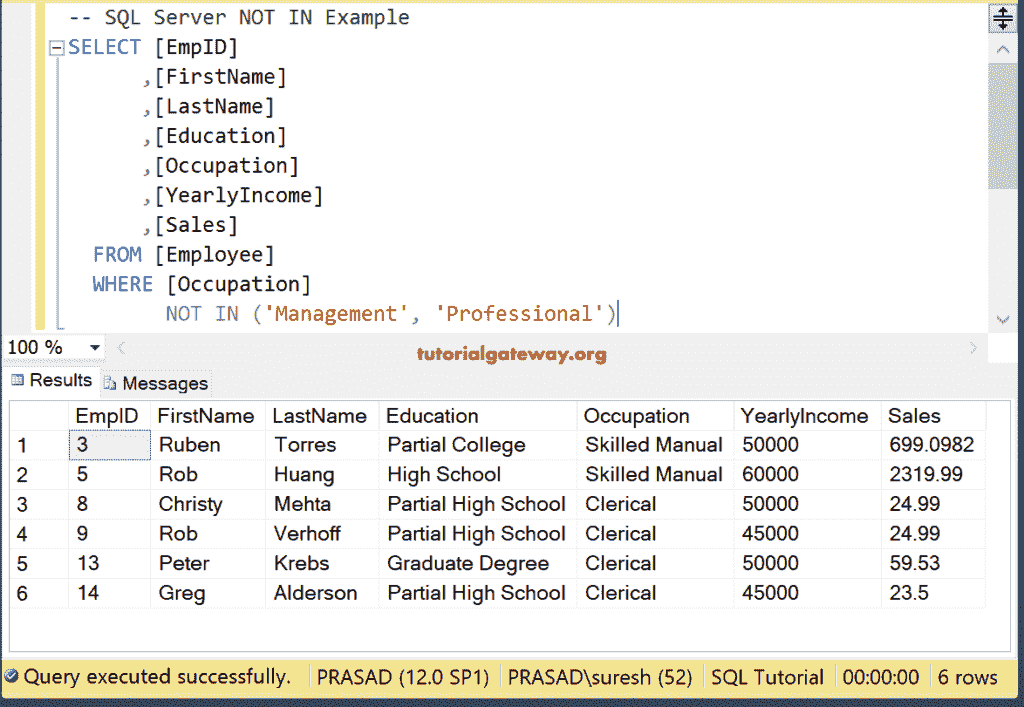 -- SQL Server NOT IN Example
SELECT [EmpID]
,[FirstName]
,[LastName]
,[Education]
,[Occupation]
,[YearlyIncome]
,[Sales]
FROM [Employee]
WHERE [Occupation]
NOT IN ('Management', 'Professional')
100 %
tutorialgateway.org
Results Messages
EmpID FirstName LastName Education Occupation YearlyIncome Sales
1 3 Ruben Torres Partial College Skilled Manual 50000 699.0982
2 5 Rob Huang High School Skilled Manual 60000 2319.99
3 8 Christy Mehta Partial High School Clerical 50000 24.99
4 9 Rob Verhoff Partial High School Clerical 45000 24.99
5 13 Peter Krebs Graduate Degree Clerical 50000 59.53
6 14 Greg Alderson Partial High School Clerical 45000 23.5
Query executed successfully. PRASAD (12.0 SP1) PRASAD\suresh (52) SQL Tutorial 00:00:00 6 rows